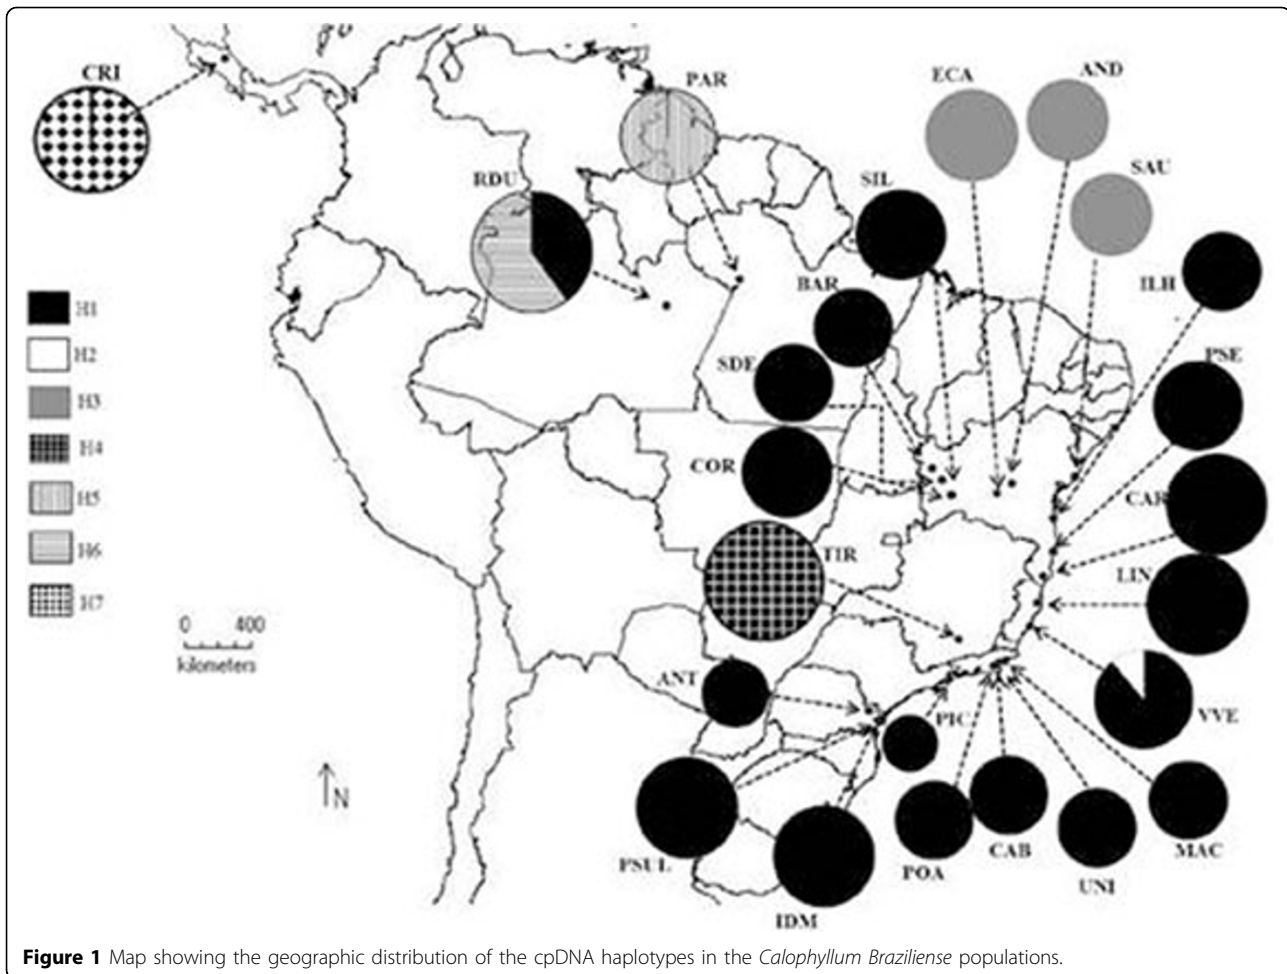 CRI
PAR
ECA
AND
RDU
SIL
SAU
BAR
ILH
H1
H2
H3
H4
H5
H6
H7
SDE
PSE
COR
CAR
TIR
LIN
0 400
kilometers
ANT
PIC
VVE
N
PSUL
IDM
POA
CAB
UNI
MAC
Figure 1 Map showing the geographic distribution of the cpDNA haplotypes in the Calophyllum Braziliense populations.